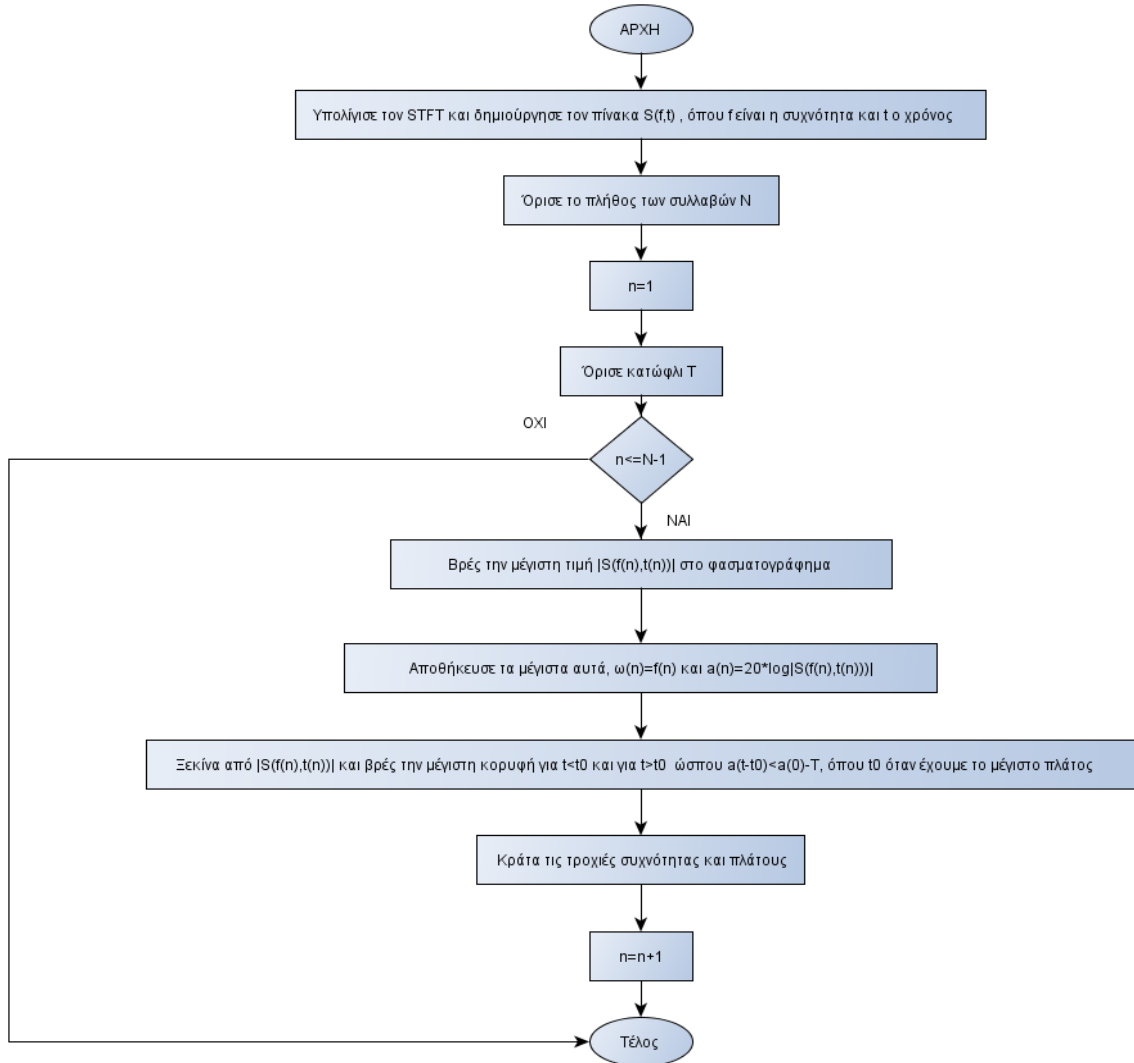 ΑΡΧΗ
Υπολίγισε τον STFT και δημιούργησε τον πίνακα S(f,t) , όπου f είναι η συχνότητα και t ο χρόνος
Όρισε το πλήθος των συλλαβών Ν
n=1
Όρισε κατώφλι Τ
ΟΧΙ
n<=N-1
ΝΑΙ
Βρές την μέγιστη τιμή |S(f(n),t(n))| στο φασματογράφημα
Αποθήκευσε τα μέγιστα αυτά, ω(n)=f(n) και a(n)=20*log|S(f(n),t(n)))|
Ξεκίνα από |S(f(n),t(n))| και βρές την μέγιστη κορυφή για t<t0 και για t>t0 ώσπου a(t-t0)<a(0)-T, όπου t0 όταν έχουμε το μέγιστο πλάτος
Κράτα τις τροχιές συχνότητας και πλάτους
n=n+1
Τέλος